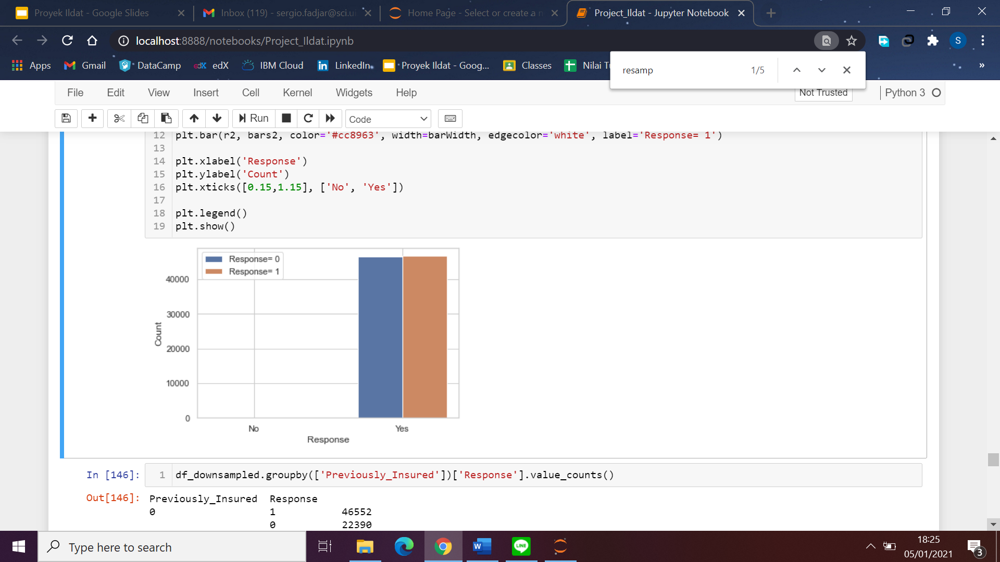 Proyek Ildat - Google Slides
Inbox (119) - sergio.fadjar@sci.ui
Home Page - Select or create a n
Project_Ildat - Jupyter Notebook
localhost:8888/notebooks/Project_Ildat.ipynb
S
Apps
Gmail
DataCamp
edX
IBM Cloud
LinkedIn
Proyek Ildat - Goog...
Classes
Nilai
resamp
1/5
File Edit View Insert Cell Kernel Widgets Help
Not Trusted
Python 3
Run
Code
12 plt.bar(r2, bars2, color='#cc8963', width=barWidth, edgecolor='white', label='Response= 1')
13
14 plt.xlabel('Response')
15 plt.ylabel('Count')
16 plt.xticks([0.15,1.15], ['No', 'Yes'])
17
18 plt.legend()
19 plt.show()
Response= 0
Response= 1
40000
30000
20000
10000
0
Count
No
Yes
Response
In [146]: 1 df_downsampled.groupby(['Previously_Insured'])['Response'].value_counts()
Out[146]: Previously_Insured Response
0 1 46552
0 22390
Type here to search
W
LINE
18:25
05/01/2021
3